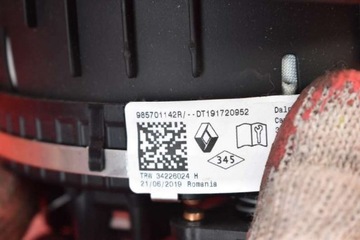 985701142R/--DT191720952
345
TRW 34226024 H
21/06/2019 Romania